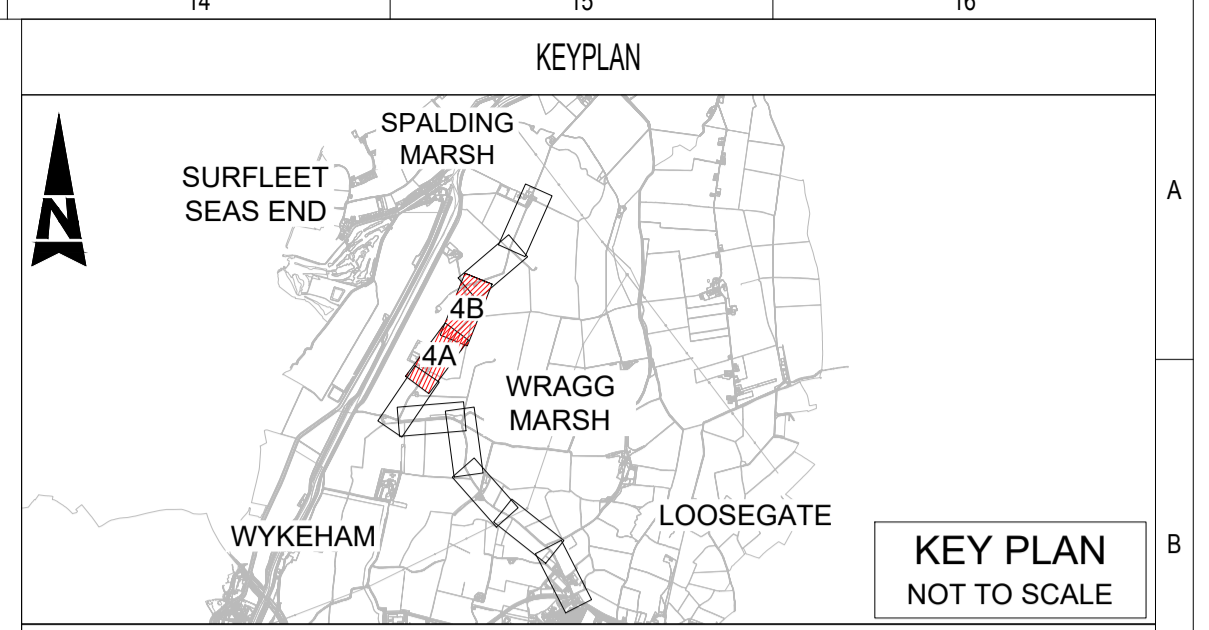 14
15
16
KEYPLAN
A
N
SPALDING
MARSH
SURFLEET
SEAS END
4B
4A
WRAGG
MARSH
WYKEHAM
LOOSEGATE
KEY PLAN
NOT TO SCALE
B